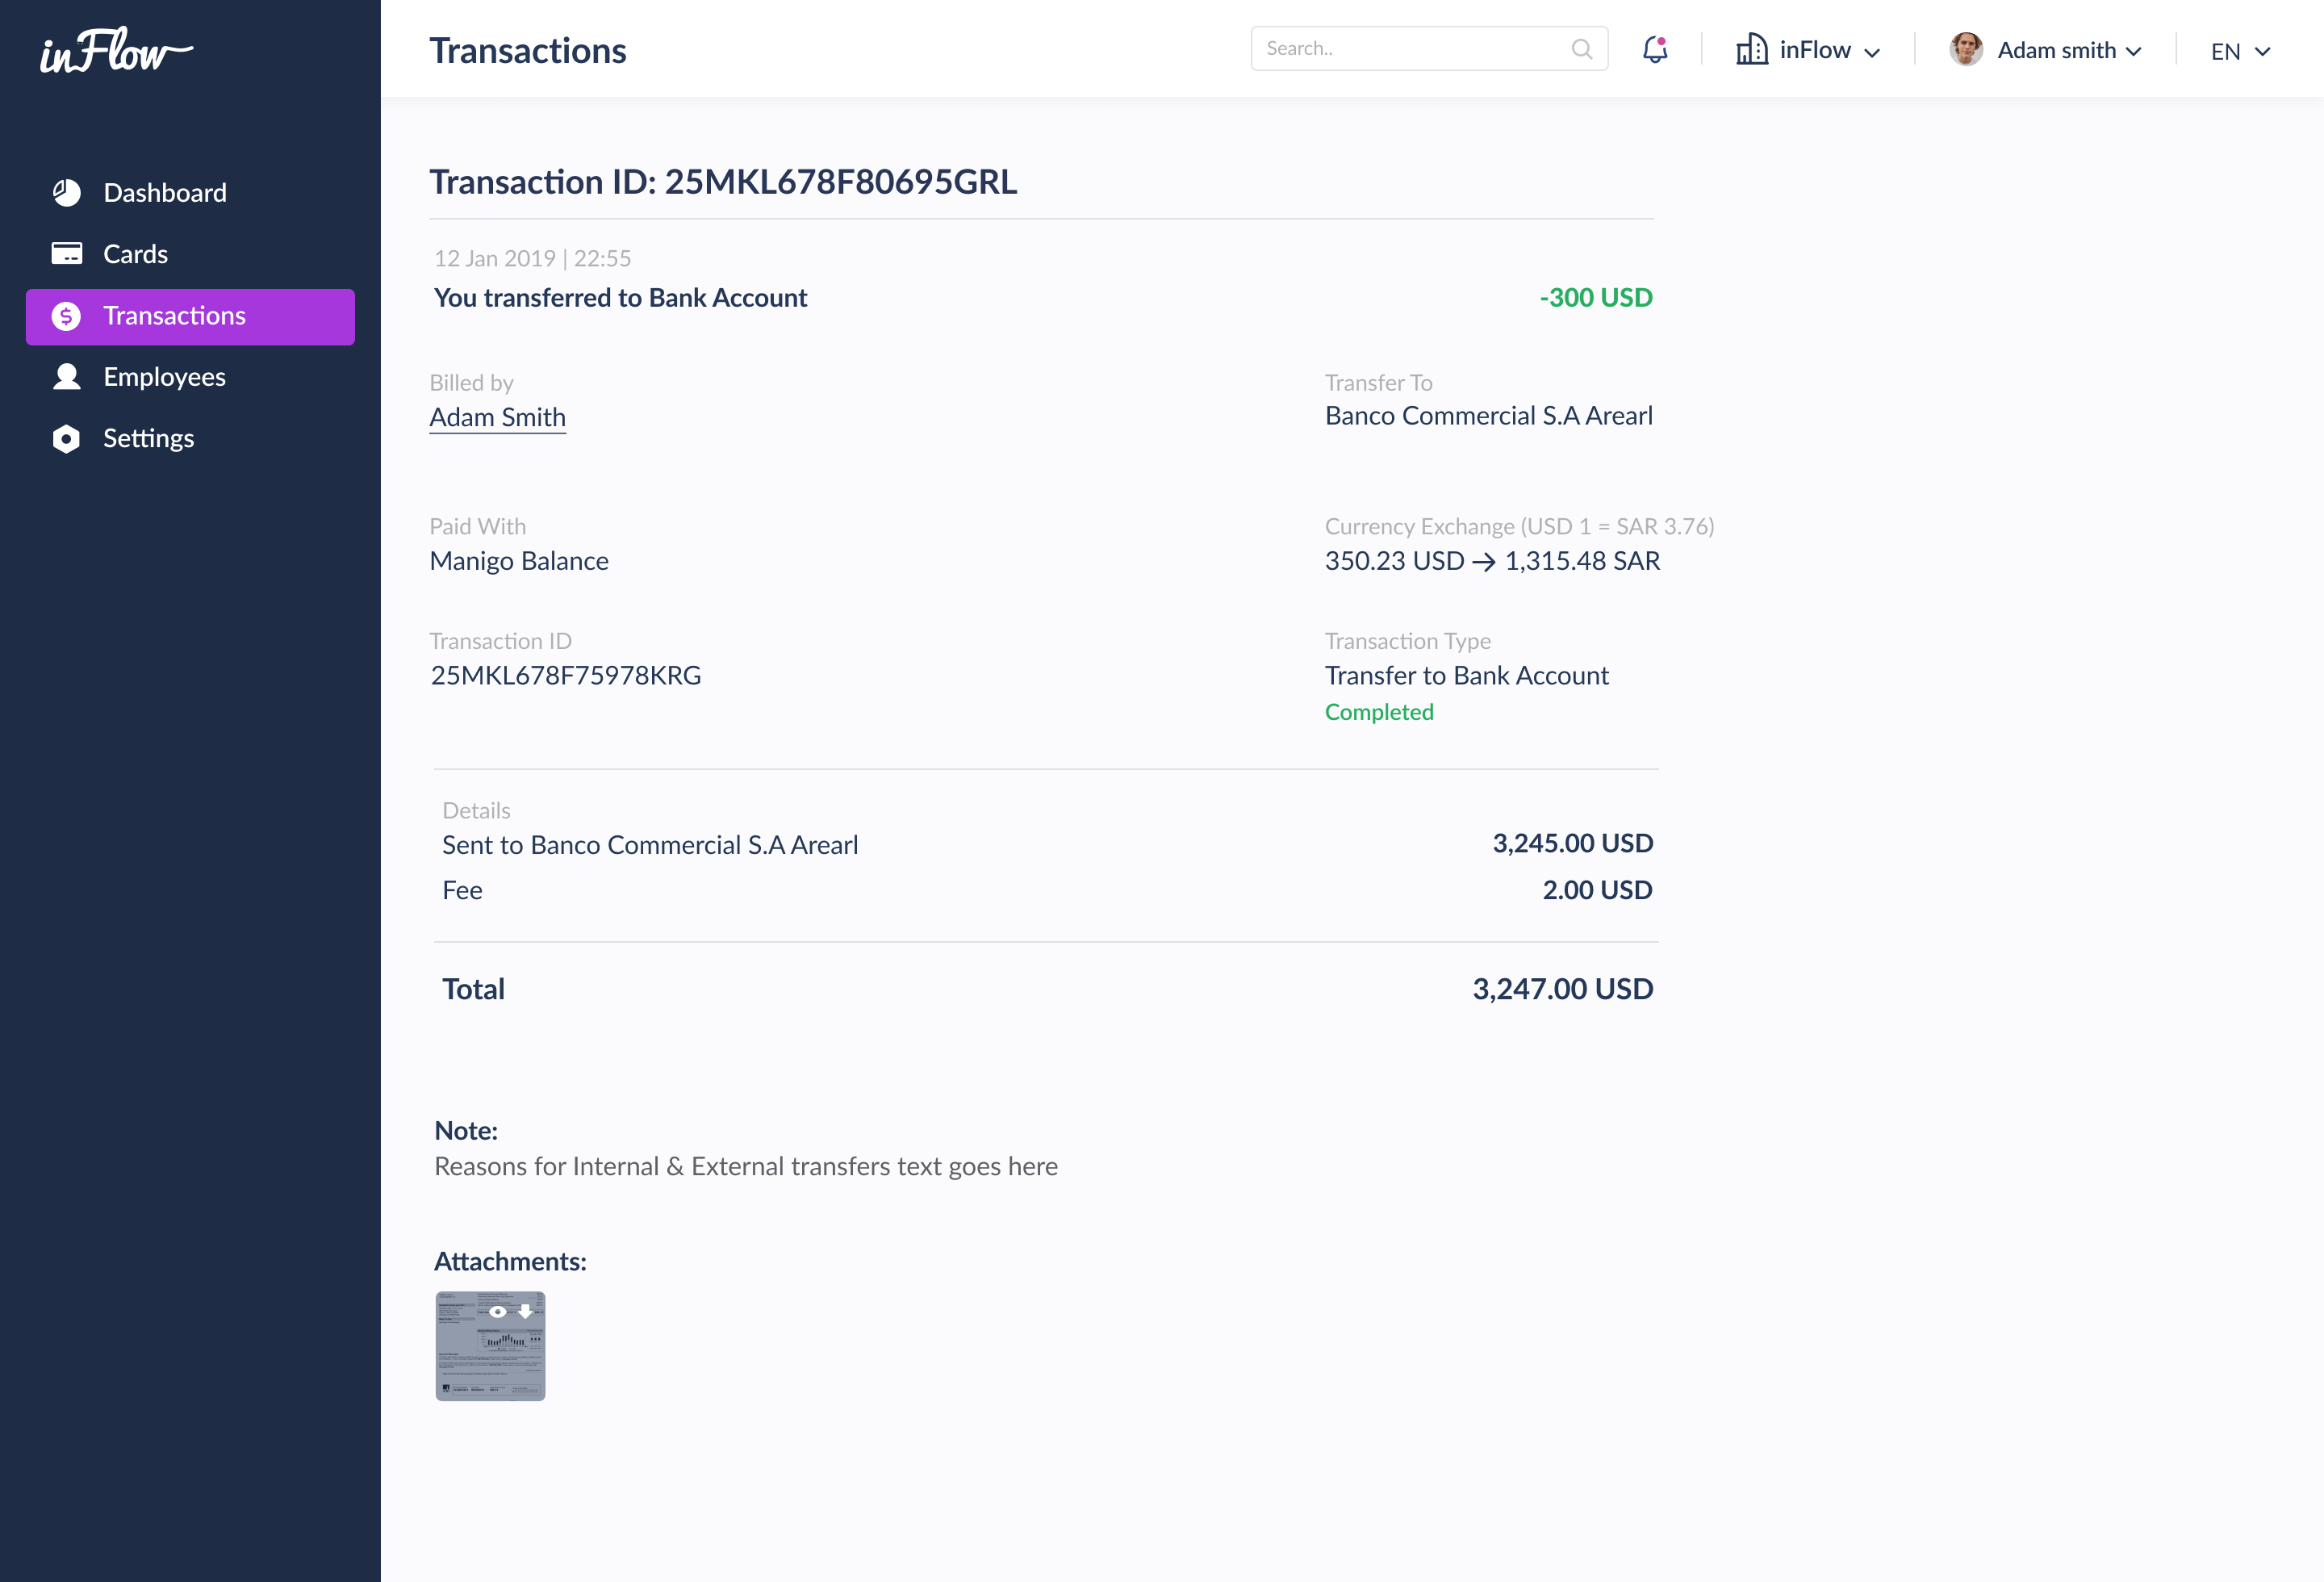 inFlow
Transactions
Search..
inFlow
Adam smith
EN
Dashboard
Cards
Transactions
Employees
Settings
Transaction ID: 25MKL678F80695GRL
12 Jan 2019 | 22:55
You transferred to Bank Account
-300 USD
Billed by
Adam Smith
Transfer To
Banco Commercial S.A Arearl
Paid With
Manigo Balance
Currency Exchange (USD 1 = SAR 3.76)
350.23 USD → 1,315.48 SAR
Transaction ID
25MKL678F75978KRG
Transaction Type
Transfer to Bank Account
Completed
Details
Sent to Banco Commercial S.A Arearl
3,245.00 USD
Fee
2.00 USD
Total
3,247.00 USD
Note:
Reasons for Internal & External transfers text goes here
Attachments: